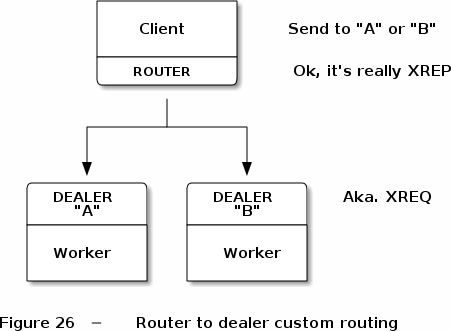 Client
Send to "A" or "B"
ROUTER
Ok, it's really XREP
DEALER
"A"
DEALER
"B"
Aka. XREQ
Worker
Worker
Figure 26 – Router to dealer custom routing